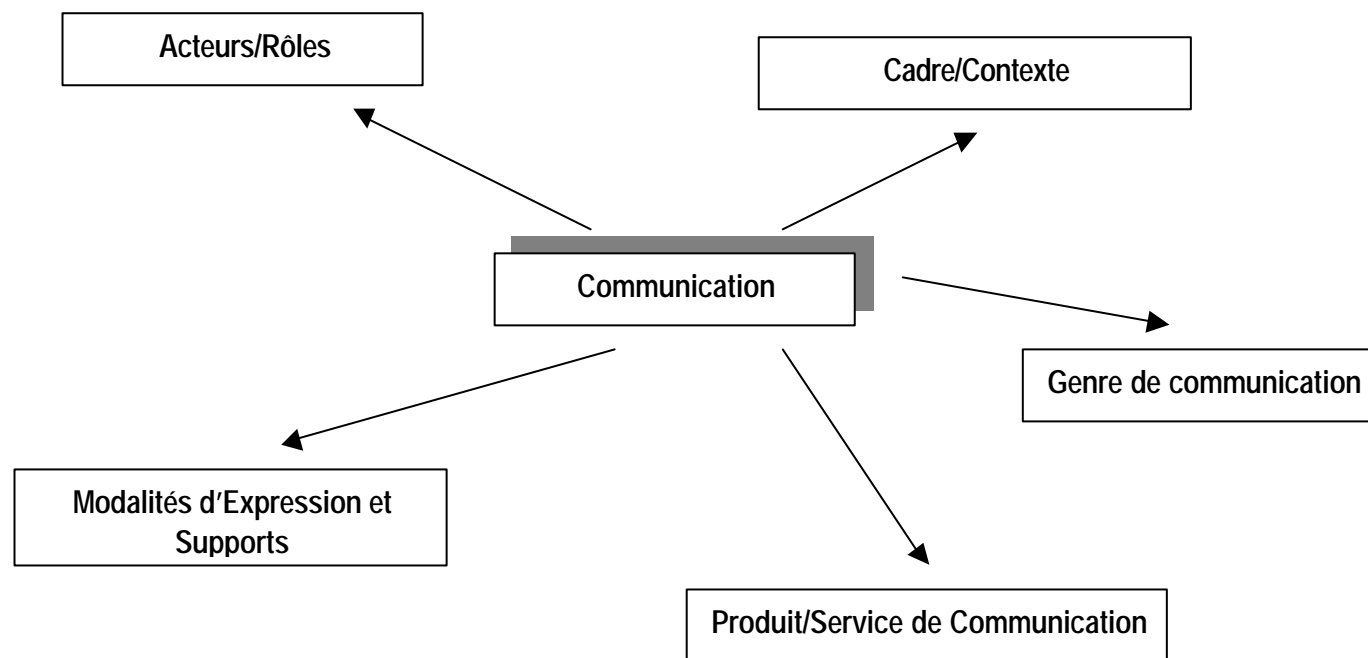 Acteurs/Rôles
Cadre/Contexte
Communication
Genre de communication
Modalités d'Expression et
Supports
Produit/Service de Communication